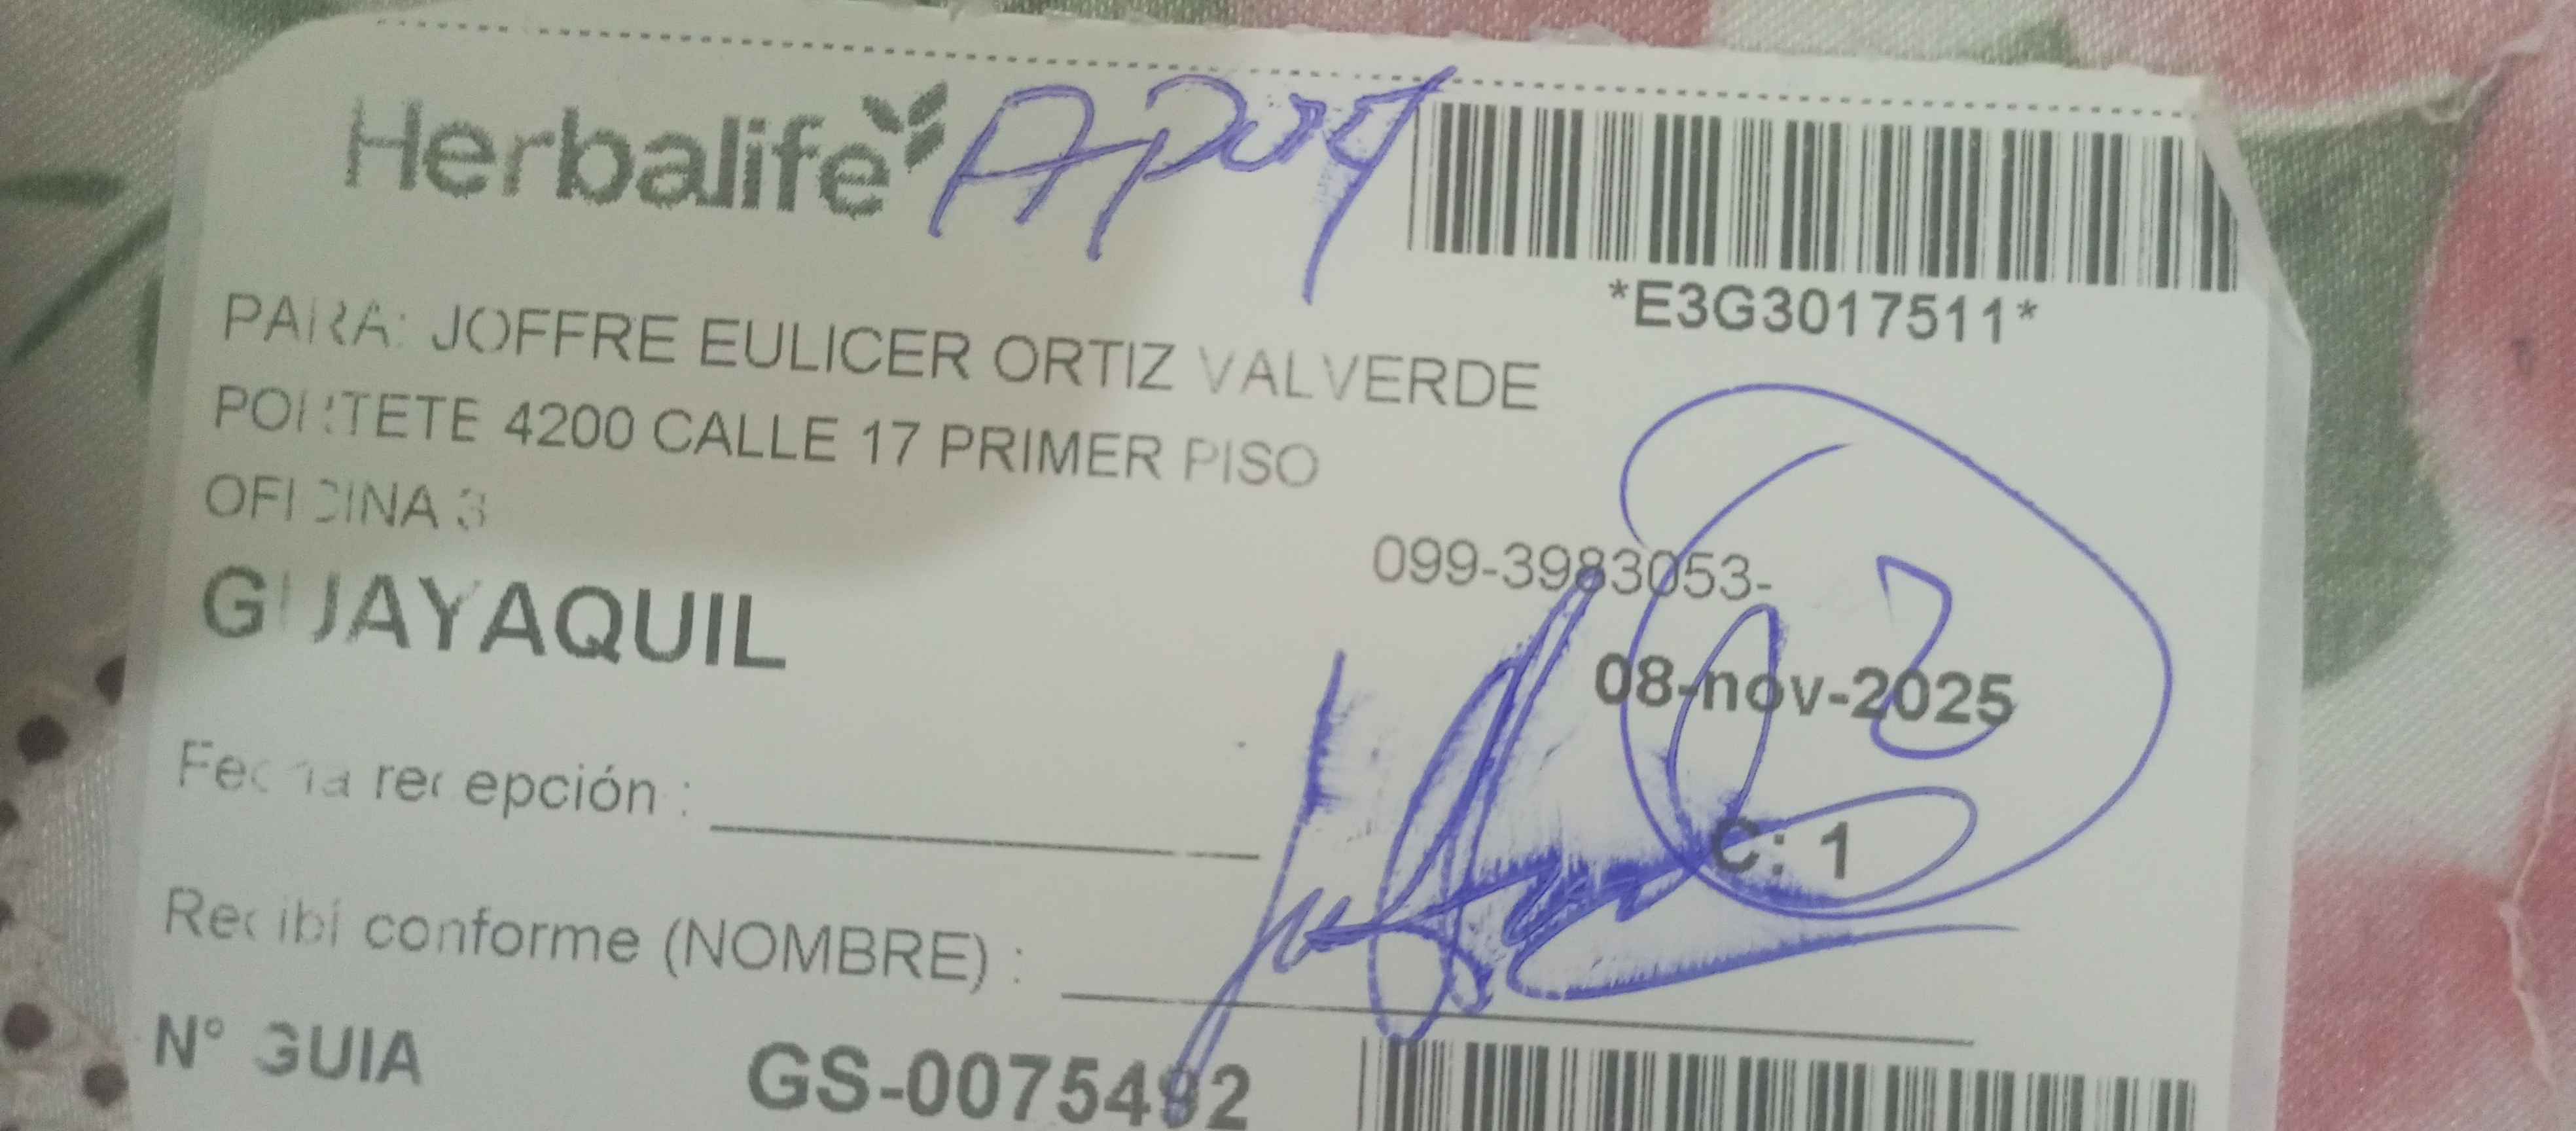 Herbalife
*E3G3017511*
PARA: JOFFRE EULICER ORTIZ VALVERDE
PORTETE 4200 CALLE 17 PRIMER PISO
OFICINA 3
099-3983053-
GUAYAQUIL
08-nov-2025
Fecha recepción :
C: 1
Recibí conforme (NOMBRE) :
N° GUIA GS-0075492